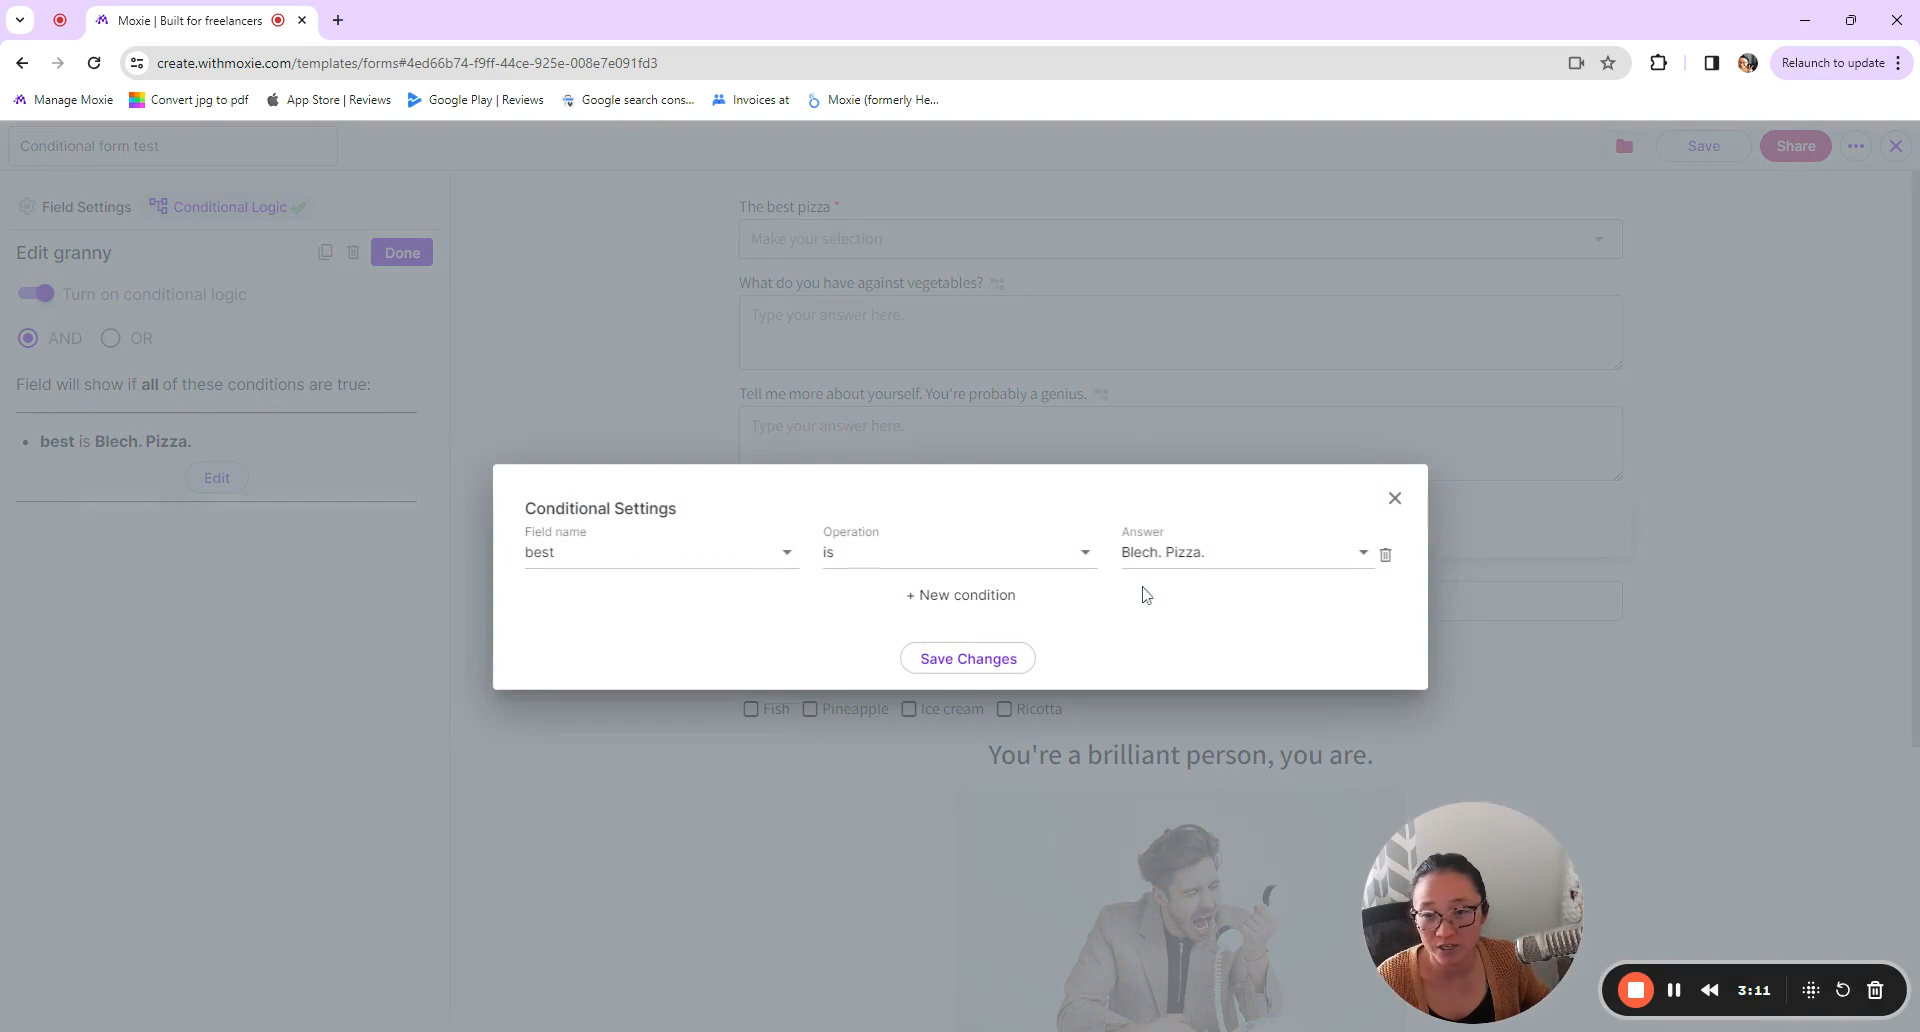 Moxie | Built for freelancers
create.withmoxie.com/templates/forms#4ed66b74-f9ff-44ce-925e-008e7e091fd3
Relaunch to update
Manage Moxie
Convert jpg to pdf
App Store | Reviews
Google Play | Reviews
Google search cons...
Invoices at
Moxie (formerly He...
Conditional form test
Save
Share
Field Settings
Conditional Logic
Edit granny
Done
Turn on conditional logic
AND
OR
Field will show if all of these conditions are true:
• best is Blech. Pizza.
Edit
The best pizza *
Make your selection
What do you have against vegetables?
Type your answer here.
Tell me more about yourself. You're probably a genius.
Type your answer here.
Conditional Settings
Field name
best
Operation
is
Answer
Blech. Pizza.
+ New condition
Save Changes
Fish
Pineapple
Ice cream
Ricotta
You're a brilliant person, you are.
3:11